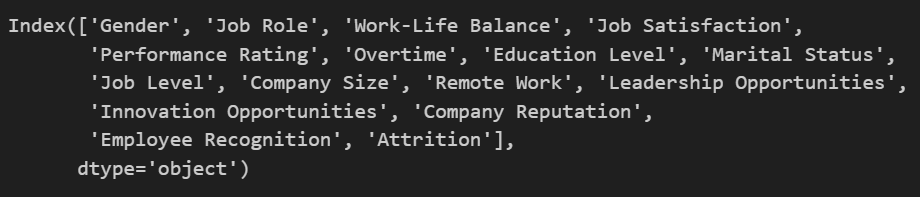 Index(['Gender', 'Job Role', 'Work-Life Balance', 'Job Satisfaction',
       'Performance Rating', 'Overtime', 'Education Level', 'Marital Status',
       'Job Level', 'Company Size', 'Remote Work', 'Leadership Opportunities',
       'Innovation Opportunities', 'Company Reputation',
       'Employee Recognition', 'Attrition'],
      dtype='object')